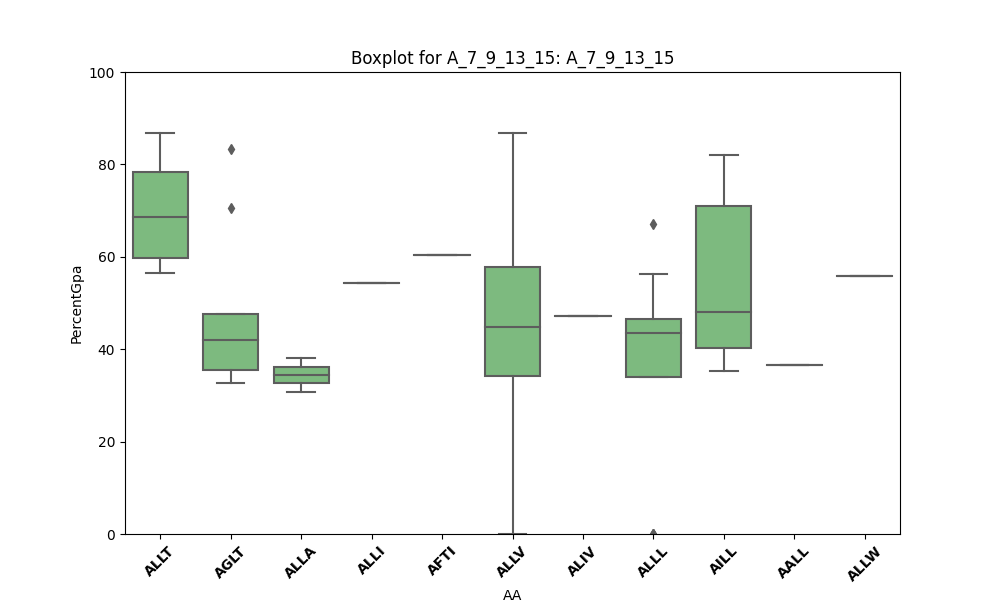 Boxplot for A_7_9_13_15: A_7_9_13_15
PercentGpa
100
80
60
40
20
0
ALLT AGLT ALLA ALLI AFTI ALLV ALIV ALLL AILL AALL ALLW
AA